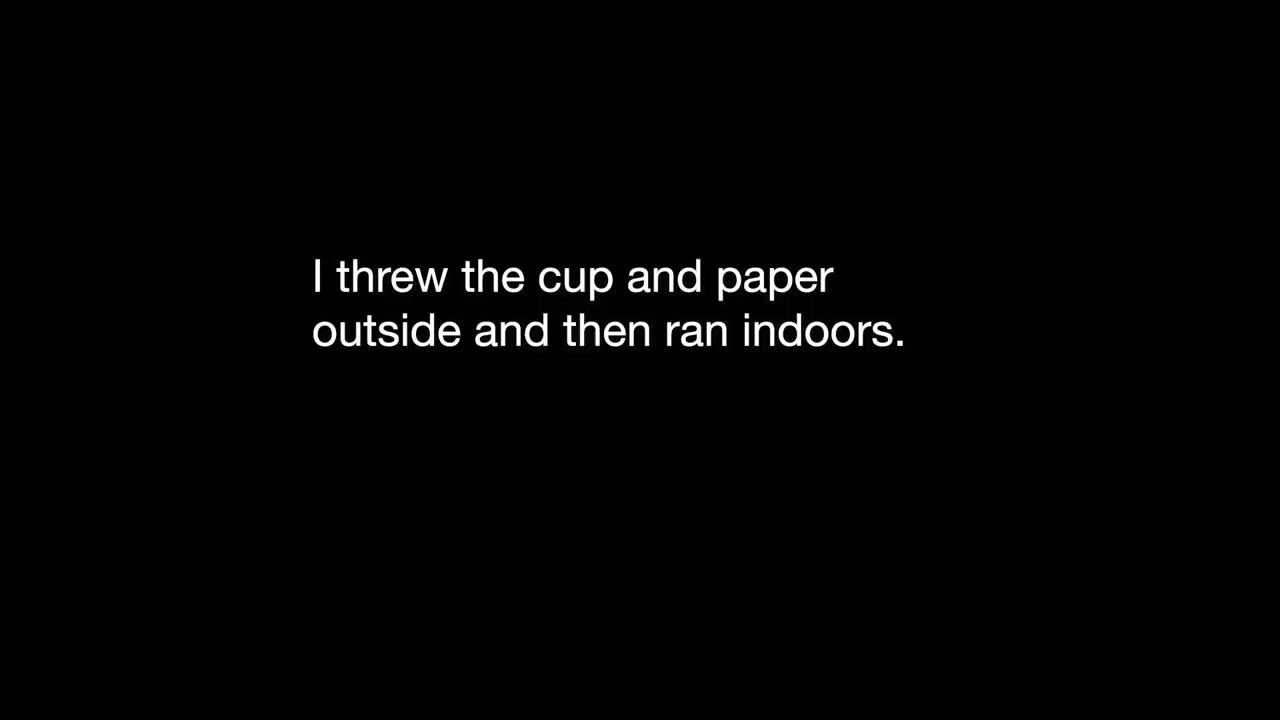 I threw the cup and paper
outside and then ran indoors.